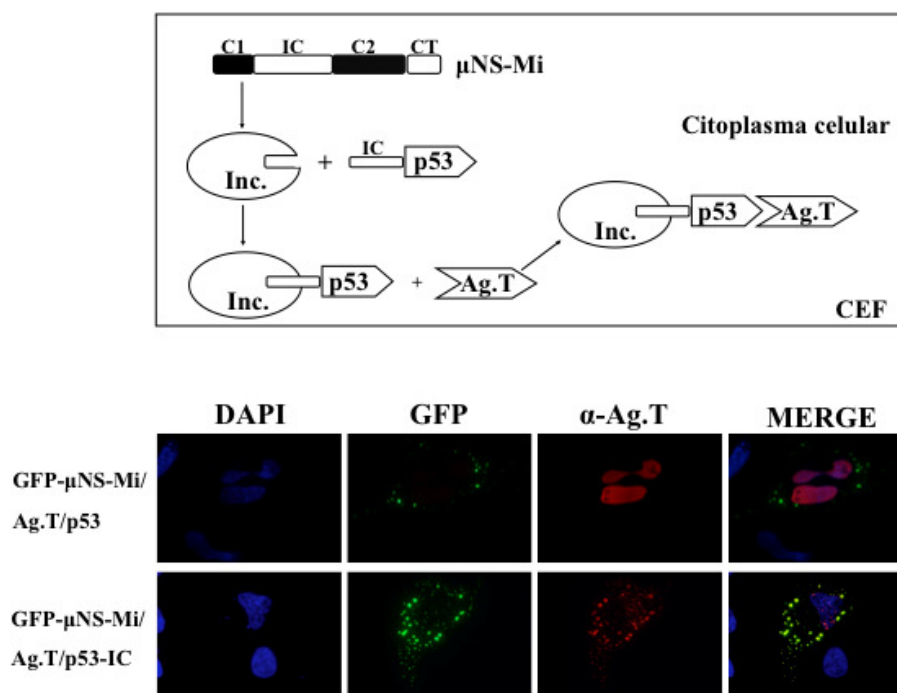 C1 IC C2 CT
μNS-Mi
Citoplasma celular
Inc. + IC p53
Inc. p53 Ag.T
Inc. p53 + Ag.T
CEF
DAPI GFP α-Ag.T MERGE
GFP-μNS-Mi/
Ag.T/p53
GFP-μNS-Mi/
Ag.T/p53-IC